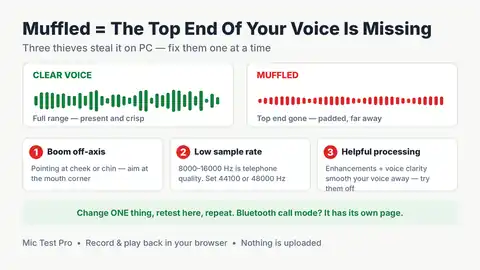 Muffled = The Top End Of Your Voice Is Missing
Three thieves steal it on PC — fix them one at a time
CLEAR VOICE
Full range — present and crisp
MUFFLED
Top end gone — padded, far away
1 Boom off-axis
Pointing at cheek or chin — aim at
the mouth corner
2 Low sample rate
8000–16000 Hz is telephone
quality. Set 44100 or 48000 Hz
3 Helpful processing
Enhancements + voice clarity
smooth your voice away — try
them off
Change ONE thing, retest here, repeat. Bluetooth call mode? It has its own page.
Mic Test Pro • Record & play back in your browser • Nothing is uploaded